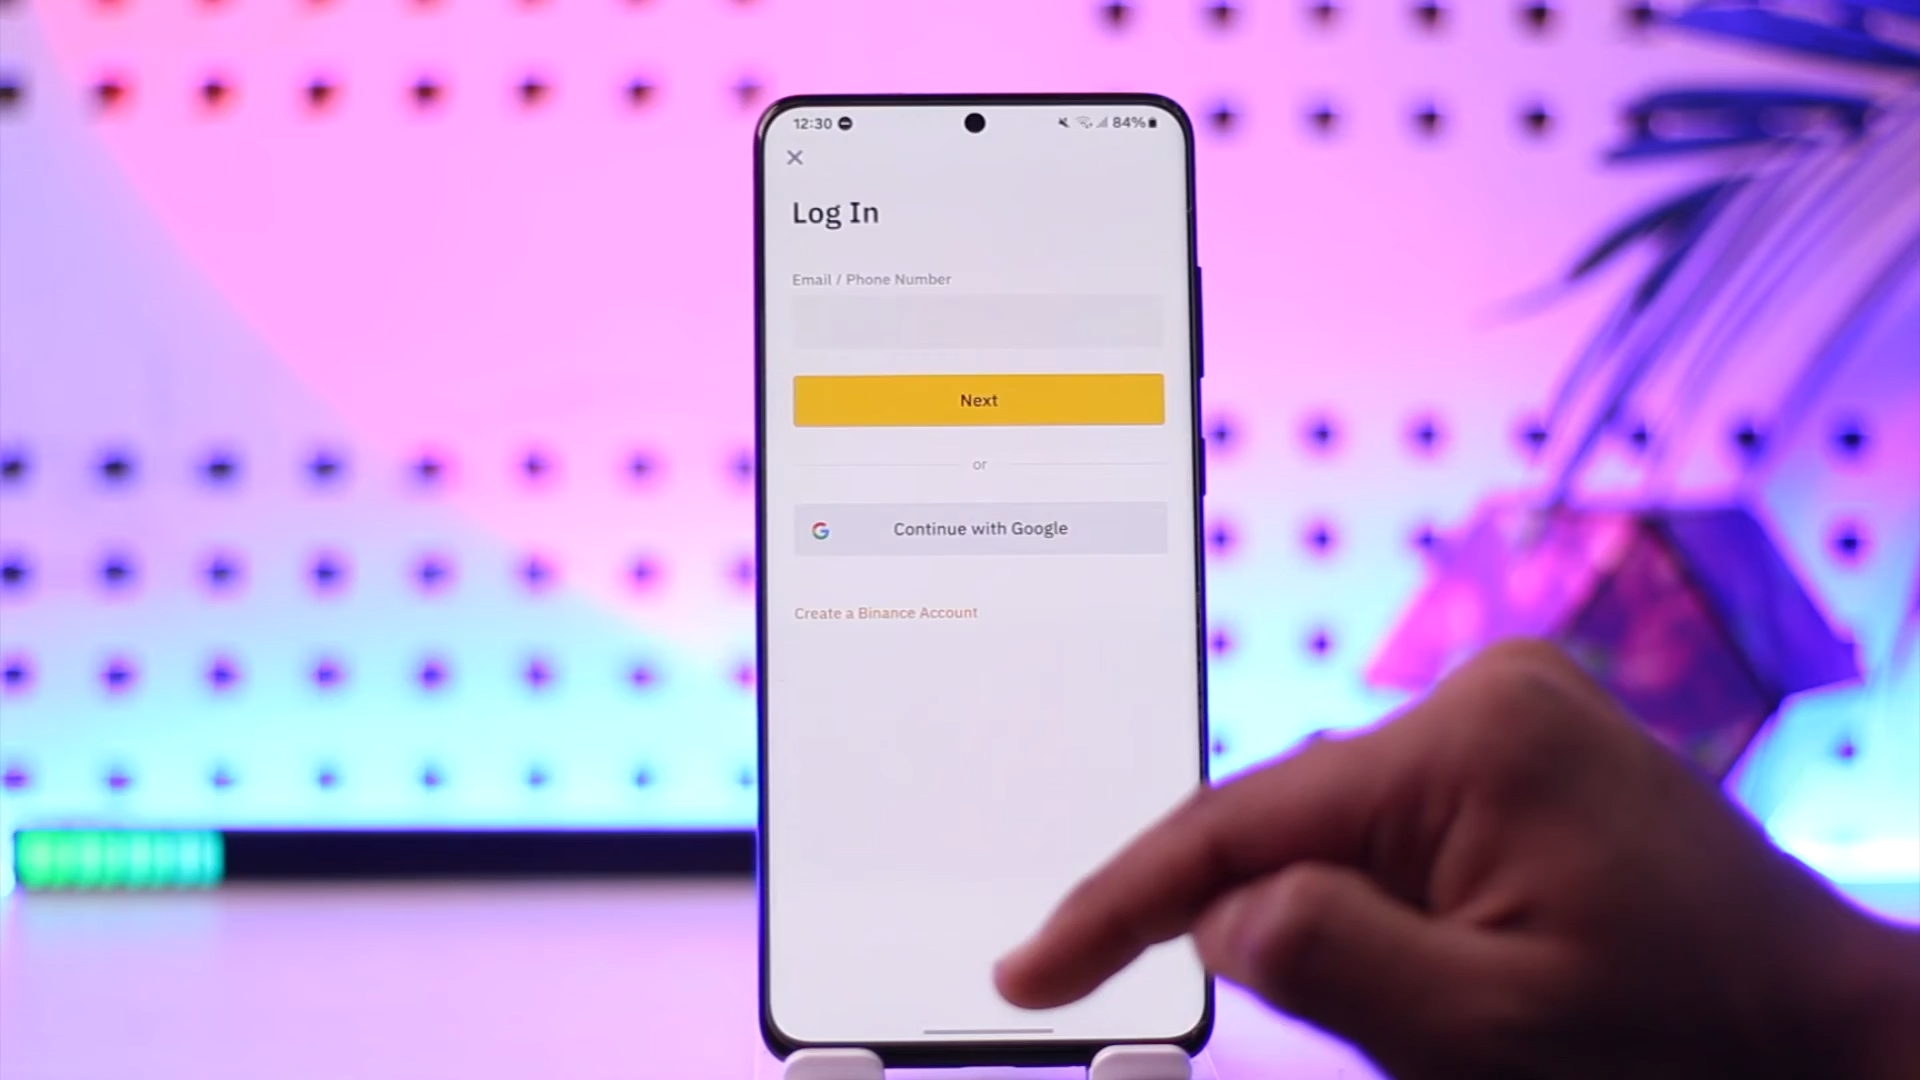 12:30
84%
Log In
Email / Phone Number
Next
or
Continue with Google
Create a Binance Account